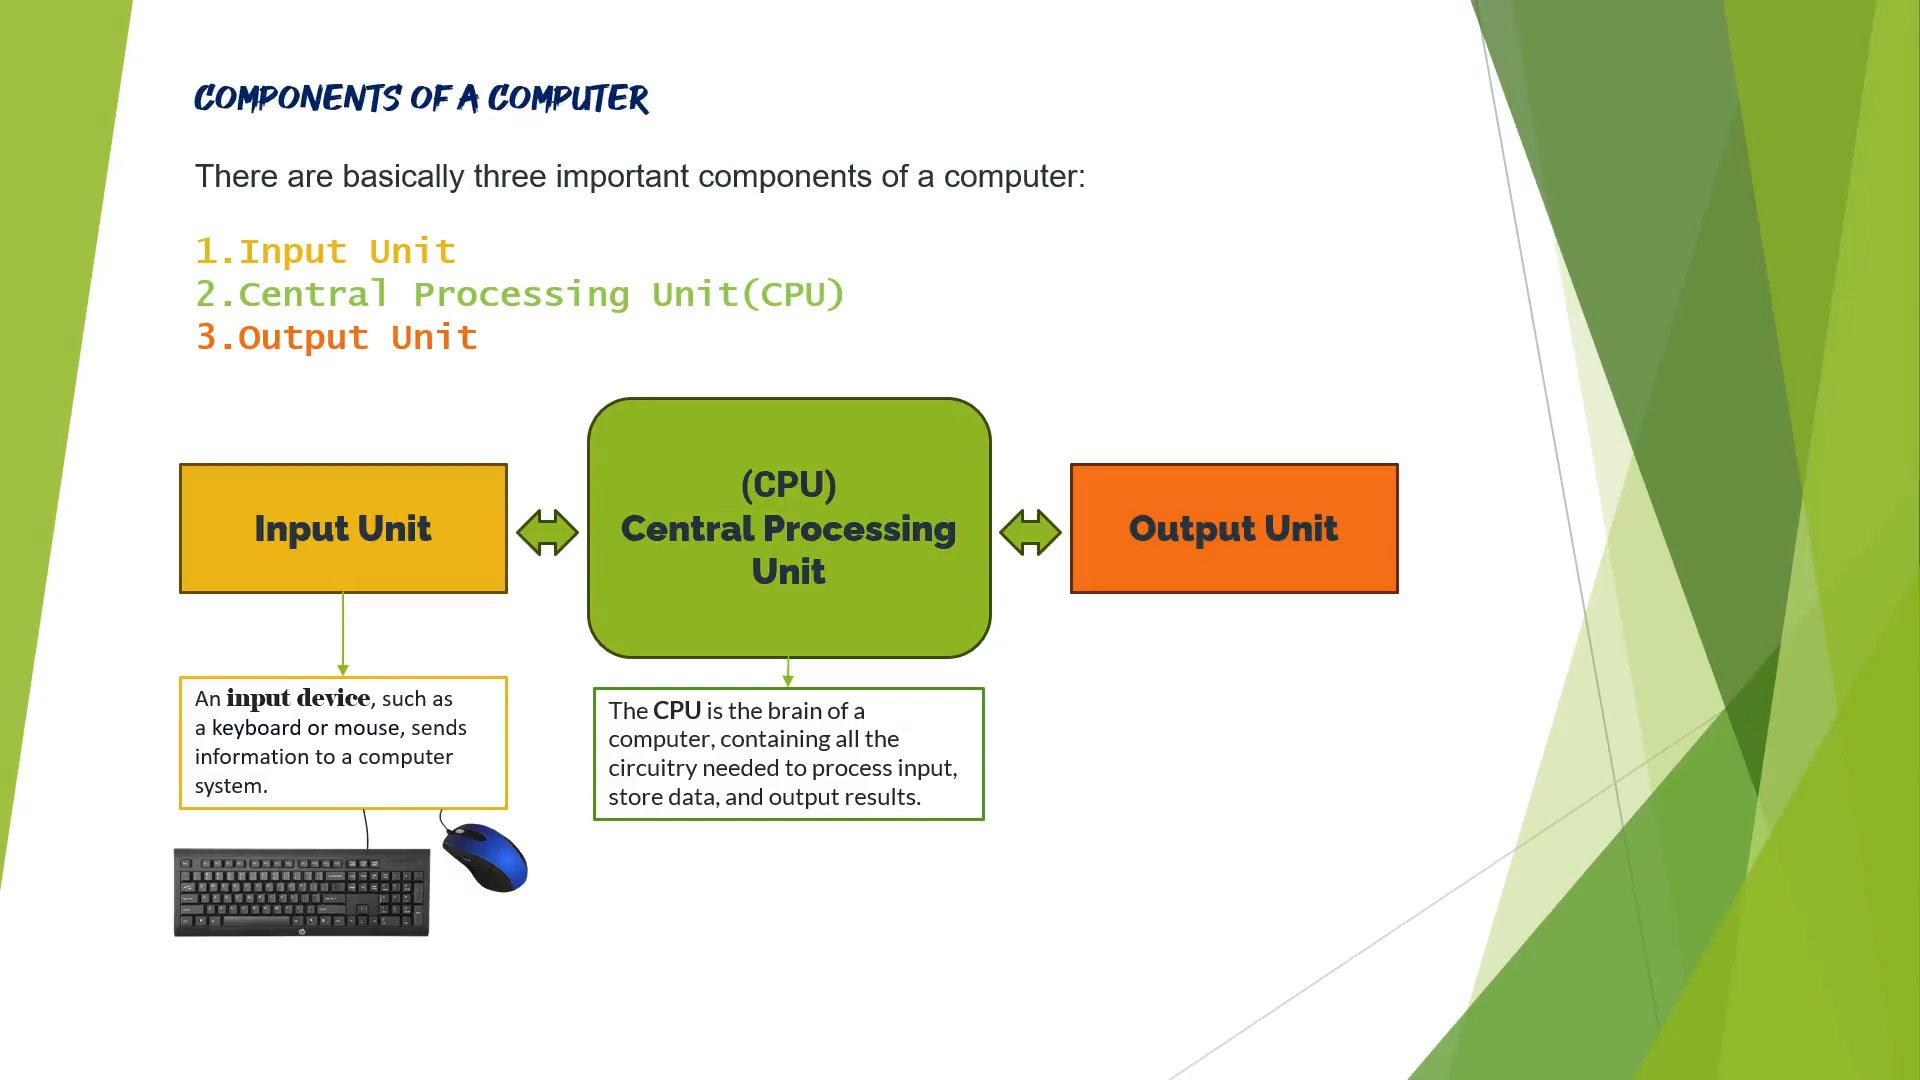 COMPONENTS OF A COMPUTER
There are basically three important components of a computer:
1.Input Unit
2.Central Processing Unit(CPU)
3.Output Unit
Input Unit
(CPU)
Central Processing
Unit
Output Unit
An input device, such as
a keyboard or mouse, sends
information to a computer
system.
The CPU is the brain of a
computer, containing all the
circuitry needed to process input,
store data, and output results.